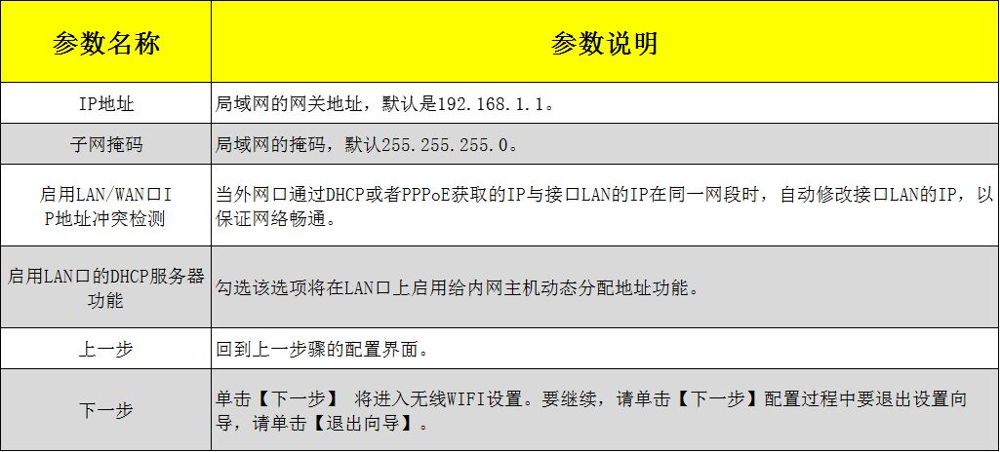 参数名称
参数说明
IP地址
局域网的网关地址，默认是192.168.1.1。
子网掩码
局域网的掩码，默认255.255.255.0。
启用LAN/WAN口I
P地址冲突检测
当外网口通过DHCP或者PPPoE获取的IP与接口LAN的IP在同一网段时，自动修改接口LAN的IP，以
保证网络畅通。
启用LAN口的DHCP服务器
功能
勾选该选项将在LAN口上启用给内网主机动态分配地址功能。
上一步
回到上一步骤的配置界面。
下一步
单击【下一步】 将进入无线WIFI设置。要继续，请单击【下一步】配置过程中要退出设置向
导，请单击【退出向导】。